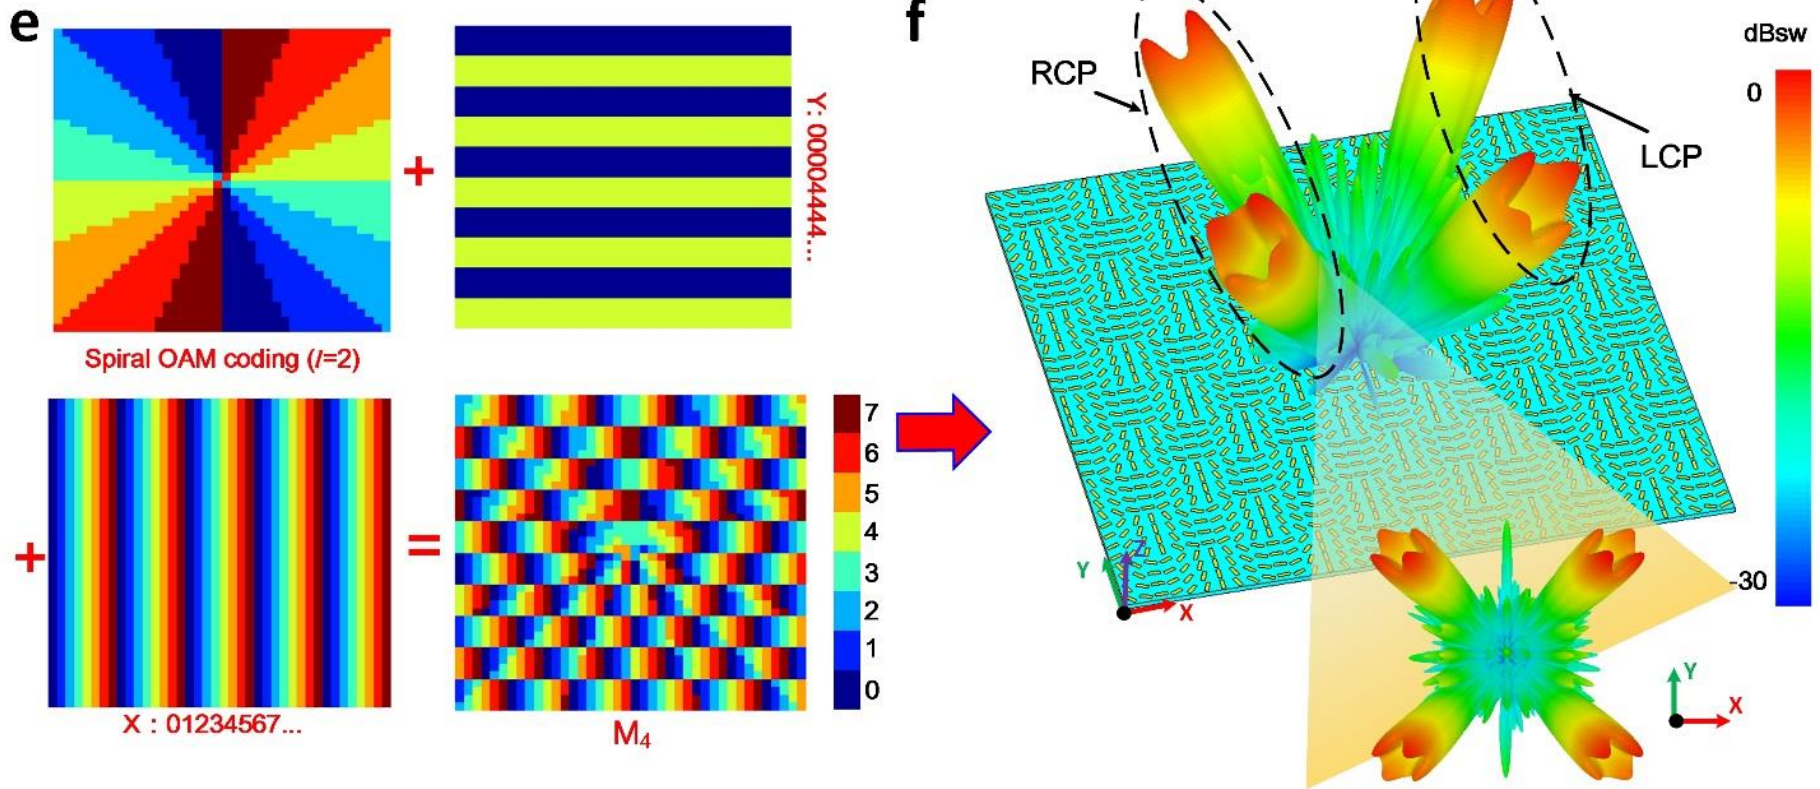 e
+
Y: 00004444...
Spiral OAM coding (l=2)
+
X : 01234567...
=
M4
7
6
5
4
3
2
1
0
f
RCP
LCP
dBsw
0
-30
Z
Y
X
Y
X